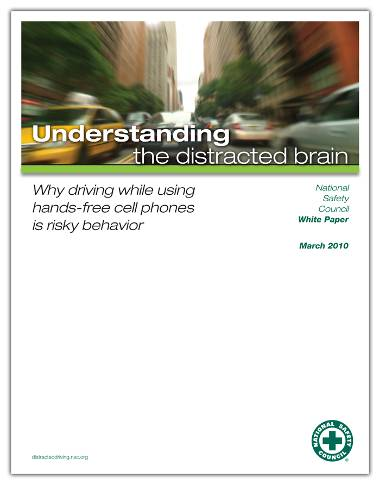 Understanding
the distracted brain
Why driving while using
hands-free cell phones
is risky behavior
National
Safety
Council
White Paper
March 2010
NATIONAL SAFETY
COUNCIL
®
distracteddriving.nsc.org